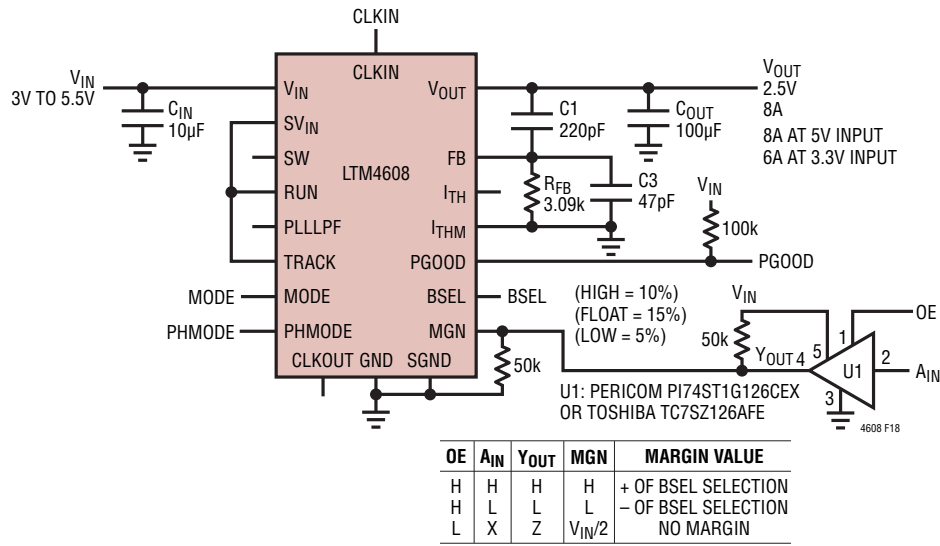 CLKIN
CLKIN
V_IN
3V TO 5.5V
C_IN
10µF
V_IN
SV_IN
SW
RUN
PLLLPF
TRACK
MODE
MODE
PHMODE
PHMODE
CLKOUT GND SGND
LTM4608
V_OUT
FB
I_TH
I_THM
PGOOD
BSEL
MGN
C1
220pF
C_OUT
100µF
V_OUT
2.5V
8A
8A AT 5V INPUT
6A AT 3.3V INPUT
R_FB
3.09k
C3
47pF
V_IN
100k
PGOOD
BSEL
(HIGH = 10%)
(FLOAT = 15%)
(LOW = 5%)
50k
V_IN
50k
Y_OUT 4
5
1
OE
2
A_IN
U1
3
U1: PERICOM PI74ST1G126CEX
OR TOSHIBA TC7SZ126AFE
4608 F18
OE A_IN Y_OUT MGN MARGIN VALUE
H H H H + OF BSEL SELECTION
H L L L – OF BSEL SELECTION
L X Z V_IN/2 NO MARGIN